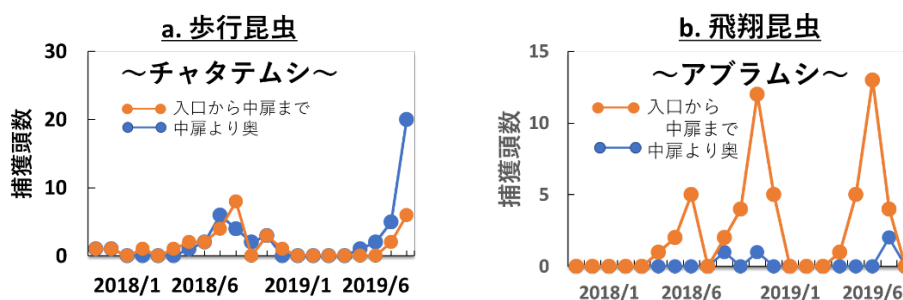 a. 歩行昆虫
～チャタテムシ～
入口から中扉まで
中扉より奥
捕獲頭数
30
20
10
0
2018/1 2018/6 2019/1 2019/6
b. 飛翔昆虫
～アブラムシ～
入口から
中扉まで
中扉より奥
捕獲頭数
15
10
5
0
2018/1 2018/6 2019/1 2019/6